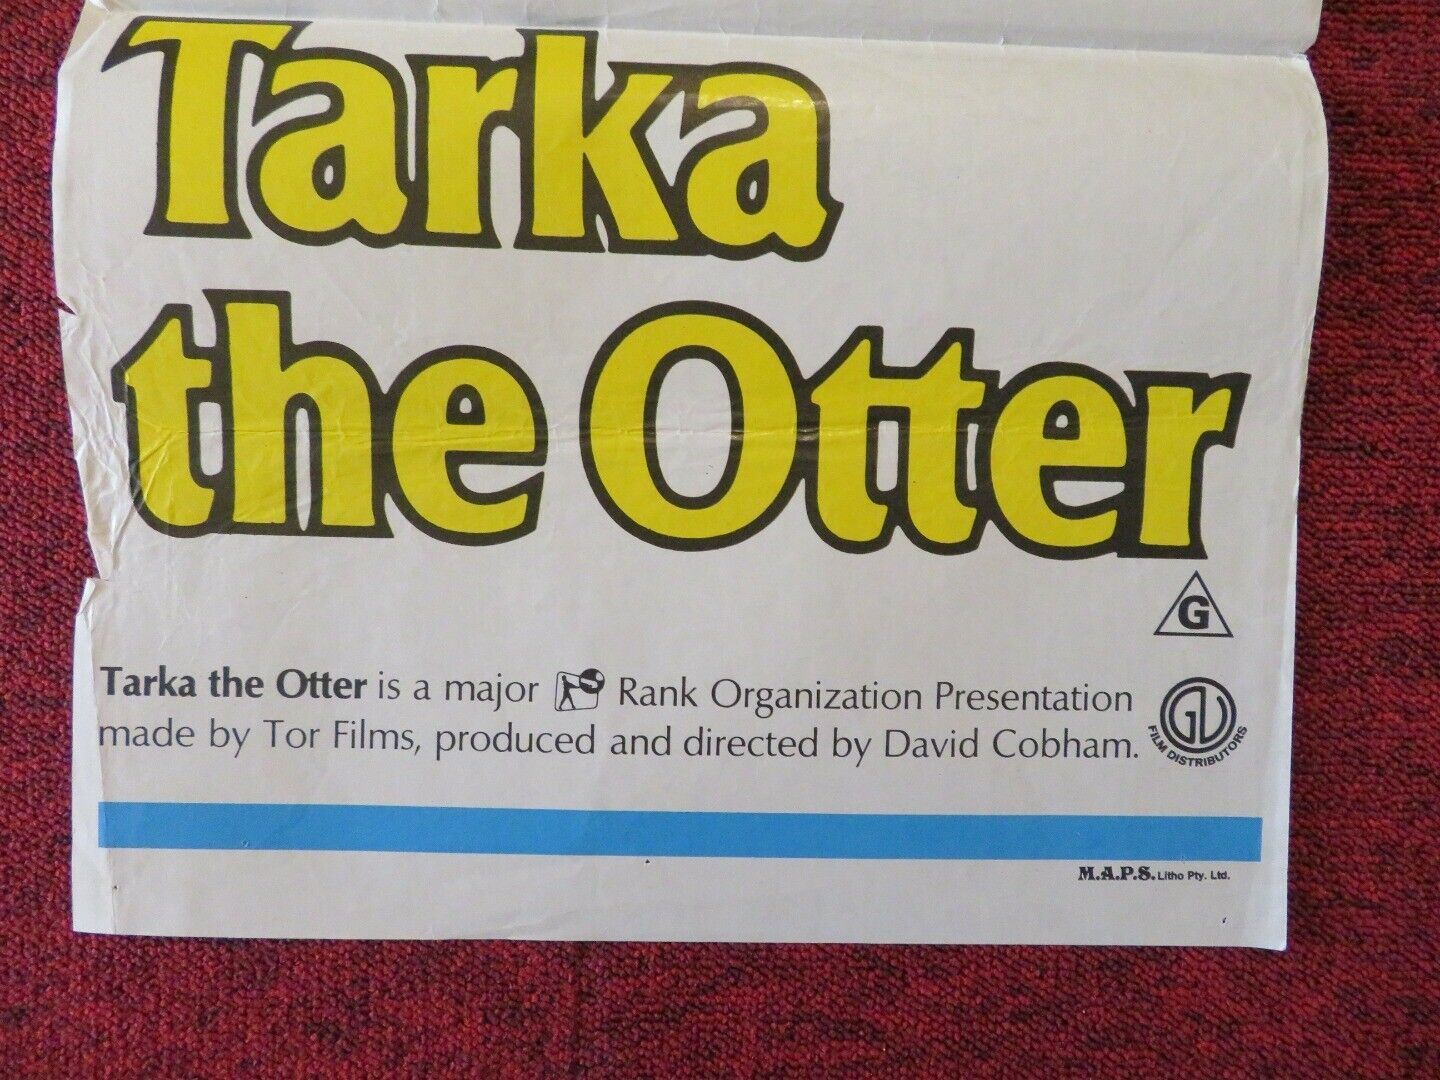 Tarka
the Otter
G
Tarka the Otter is a major Rank Organization Presentation
made by Tor Films, produced and directed by David Cobham.
GU
FILM DISTRIBUTORS
M.A.P.S. Litho Pty. Ltd.